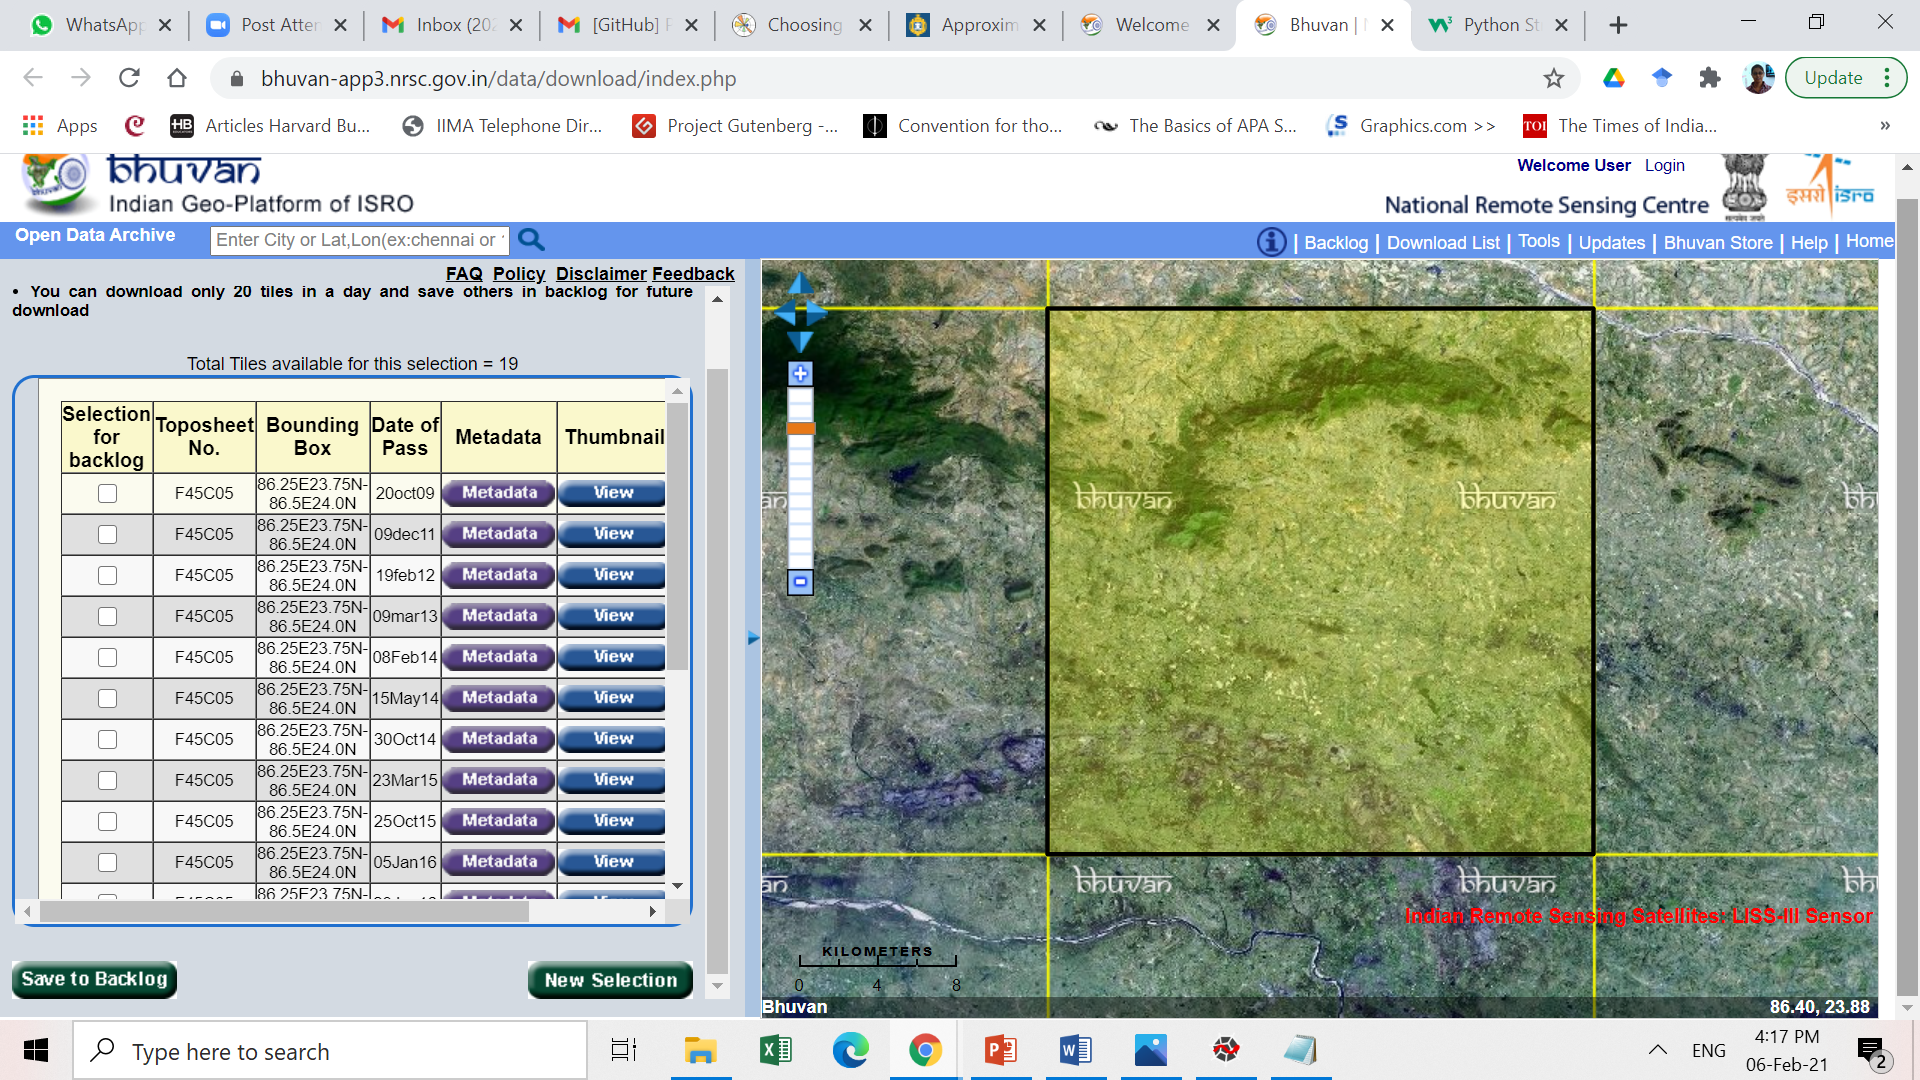 WhatsApp
Post Atten
Inbox (202
[GitHub] P
Choosing
Approxim
Welcome
Bhuvan | N
Python St
bhuvan-app3.nrsc.gov.in/data/download/index.php
Update
Apps
HB
Articles Harvard Bu...
IIMA Telephone Dir...
Project Gutenberg -...
Convention for tho...
The Basics of APA S...
Graphics.com >>
TOI
The Times of India...
»
bhuvan
Indian Geo-Platform of ISRO
Welcome User Login
National Remote Sensing Centre
इसरो isro
Open Data Archive
Enter City or Lat,Lon(ex:chennai or
| Backlog | Download List | Tools | Updates | Bhuvan Store | Help | Home
FAQ Policy Disclaimer Feedback
• You can download only 20 tiles in a day and save others in backlog for future
download
Total Tiles available for this selection = 19
Selection for backlog Toposheet No. Bounding Box Date of Pass Metadata Thumbnail
F45C05 86.25E23.75N-86.5E24.0N 20oct09 Metadata View
F45C05 86.25E23.75N-86.5E24.0N 09dec11 Metadata View
F45C05 86.25E23.75N-86.5E24.0N 19feb12 Metadata View
F45C05 86.25E23.75N-86.5E24.0N 09mar13 Metadata View
F45C05 86.25E23.75N-86.5E24.0N 08Feb14 Metadata View
F45C05 86.25E23.75N-86.5E24.0N 15May14 Metadata View
F45C05 86.25E23.75N-86.5E24.0N 30Oct14 Metadata View
F45C05 86.25E23.75N-86.5E24.0N 23Mar15 Metadata View
F45C05 86.25E23.75N-86.5E24.0N 25Oct15 Metadata View
F45C05 86.25E23.75N-86.5E24.0N 05Jan16 Metadata View
Save to Backlog
New Selection
an bhuvan bhuvan bh
an bhuvan bhuvan bh
Indian Remote Sensing Satellites: LISS-III Sensor
KILOMETERS
0 4 8
Bhuvan
86.40, 23.88
Type here to search
ENG
4:17 PM
06-Feb-21
2